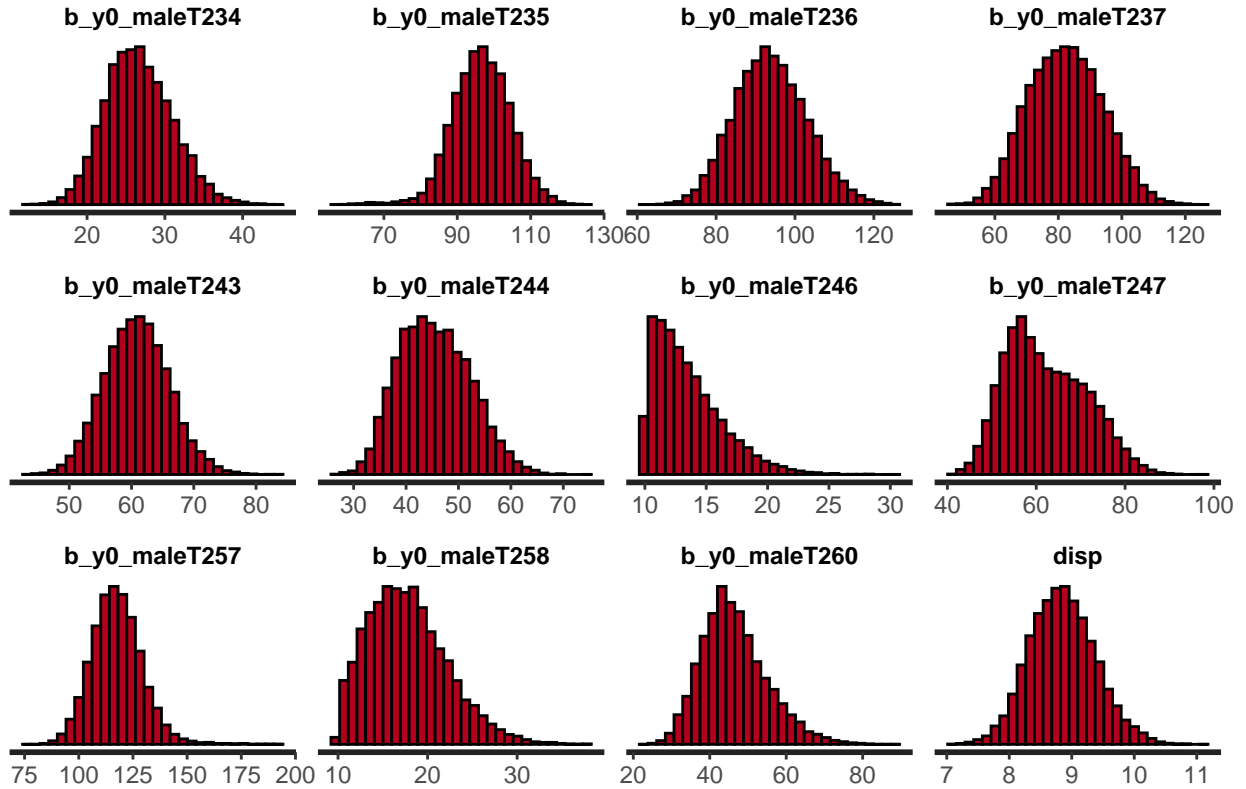 b_y0_maleT234 b_y0_maleT235 b_y0_maleT236 b_y0_maleT237
20 30 40 70 90 110 130 60 80 100 120 60 80 100 120
b_y0_maleT243 b_y0_maleT244 b_y0_maleT246 b_y0_maleT247
50 60 70 80 30 40 50 60 70 10 15 20 25 30 40 60 80 100
b_y0_maleT257 b_y0_maleT258 b_y0_maleT260 disp
75 100 125 150 175 200 10 20 30 20 40 60 80 7 8 9 10 11